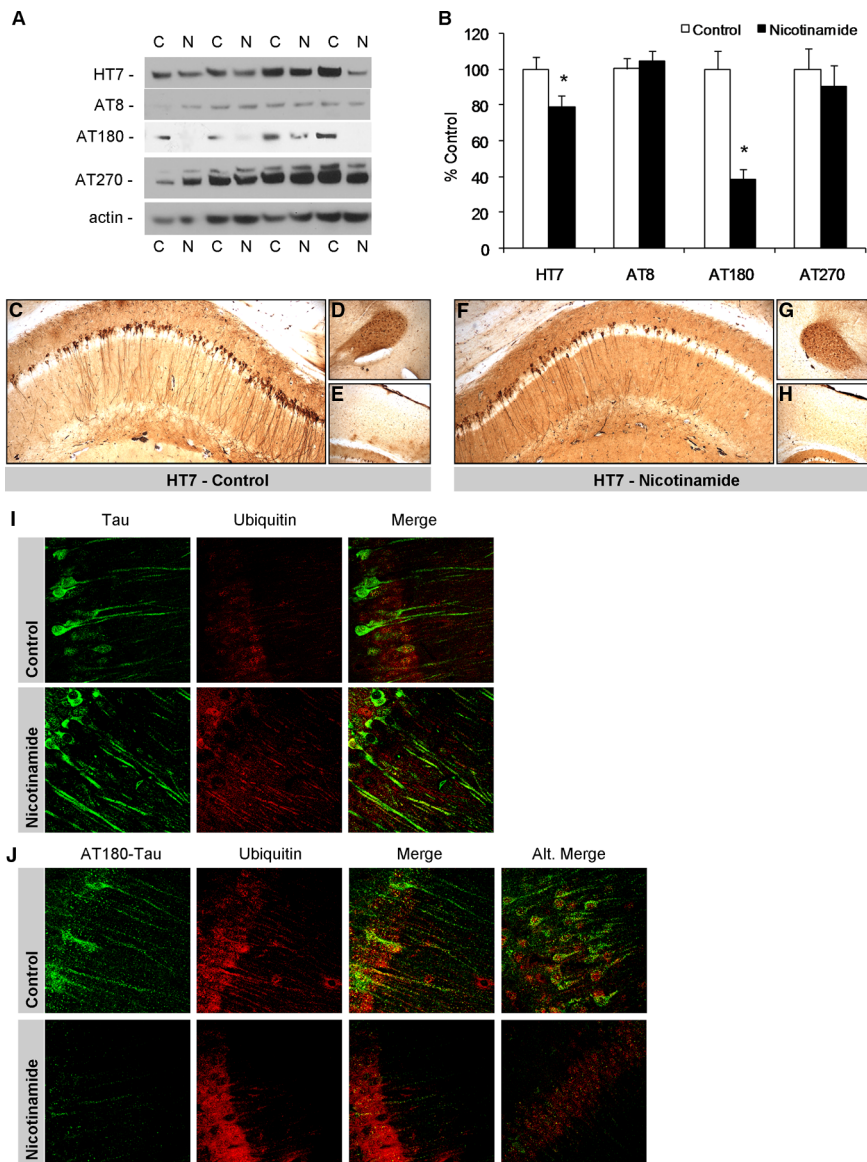 A
C N C N C N C N
HT7 -
AT8 -
AT180 -
AT270 -
actin -
C N C N C N C N
B
Control Nicotinamide
% Control
120
100
80
60
40
20
0
*
*
HT7 AT8 AT180 AT270
C
D
E
HT7 - Control
F
G
H
HT7 - Nicotinamide
I
Tau Ubiquitin Merge
Control
Nicotinamide
J
AT180-Tau Ubiquitin Merge Alt. Merge
Control
Nicotinamide